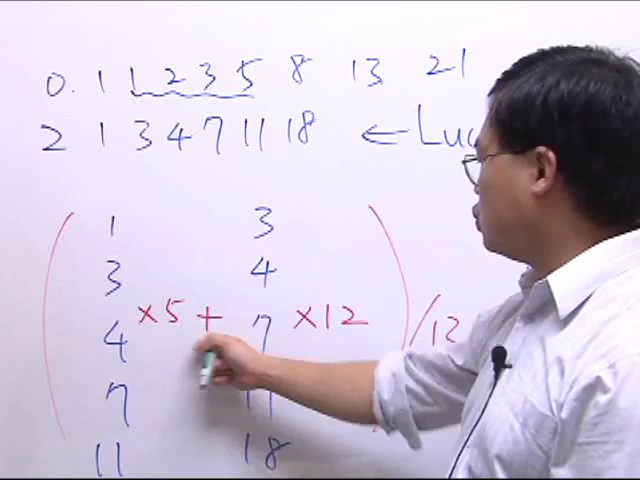 0. 1 1 2 3 5 8 13 21
2 1 3 4 7 11 18 ←
1 3
3 4
×5 + ×12 /12
4 7
7 11
11 18